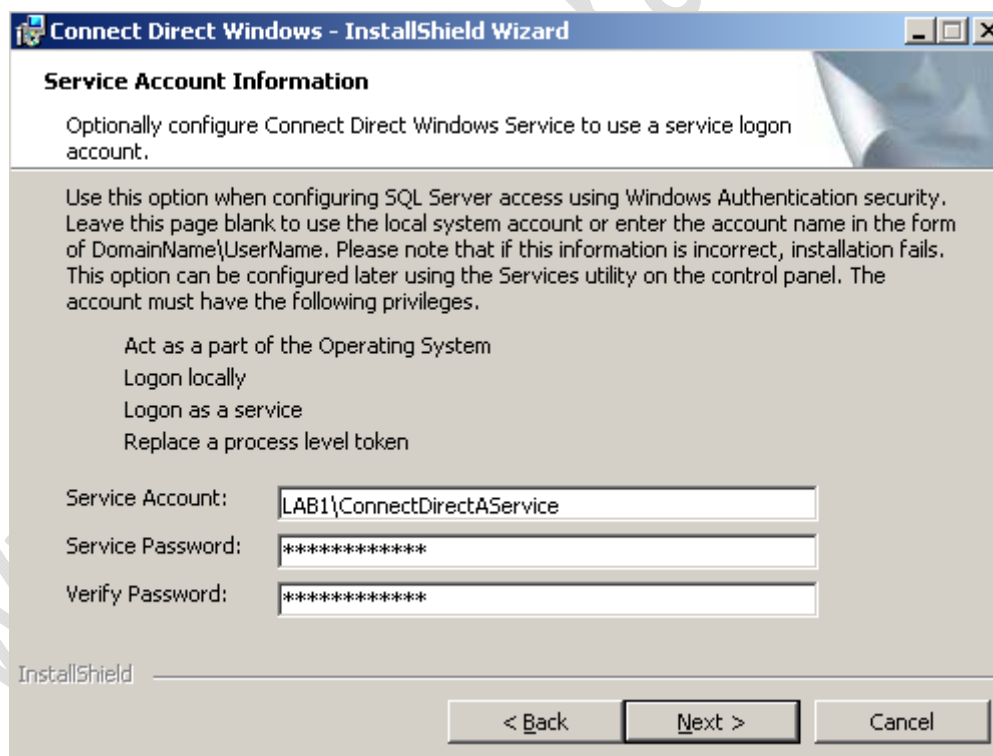 Connect Direct Windows - InstallShield Wizard
Service Account Information
Optionally configure Connect Direct Windows Service to use a service logon
account.
Use this option when configuring SQL Server access using Windows Authentication security.
Leave this page blank to use the local system account or enter the account name in the form
of DomainName\UserName. Please note that if this information is incorrect, installation fails.
This option can be configured later using the Services utility on the control panel. The
account must have the following privileges.
Act as a part of the Operating System
Logon locally
Logon as a service
Replace a process level token
Service Account: LAB1\ConnectDirectAService
Service Password: ************
Verify Password: ************
InstallShield
< Back Next > Cancel